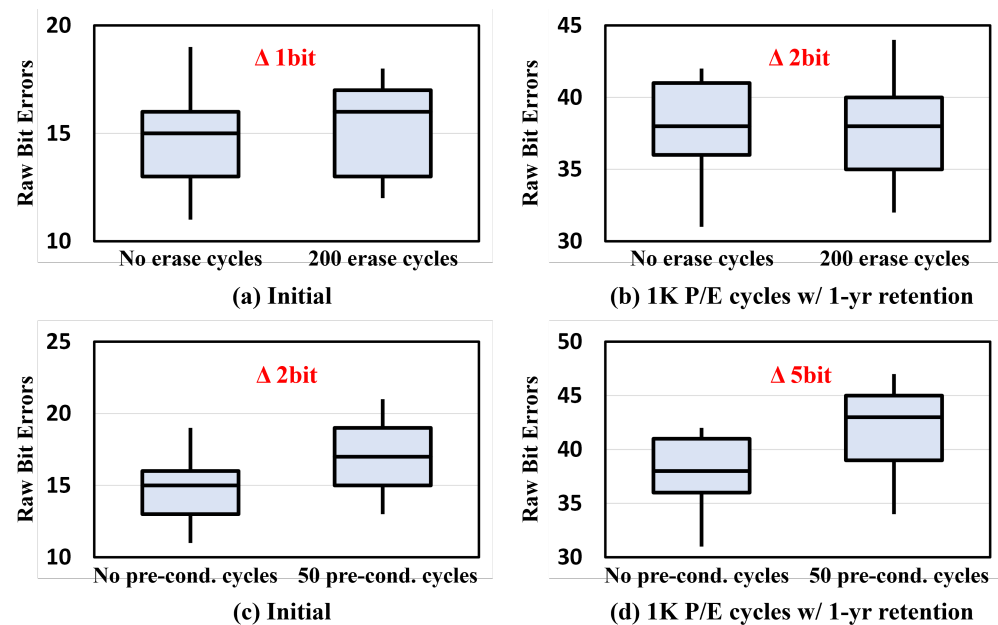 20
15
10
Raw Bit Errors
Δ 1bit
No erase cycles
200 erase cycles
(a) Initial
45
40
35
30
Raw Bit Errors
Δ 2bit
No erase cycles
200 erase cycles
(b) 1K P/E cycles w/ 1-yr retention
25
20
15
10
Raw Bit Errors
Δ 2bit
No pre-cond. cycles
50 pre-cond. cycles
(c) Initial
50
45
40
35
30
Raw Bit Errors
Δ 5bit
No pre-cond. cycles
50 pre-cond. cycles
(d) 1K P/E cycles w/ 1-yr retention